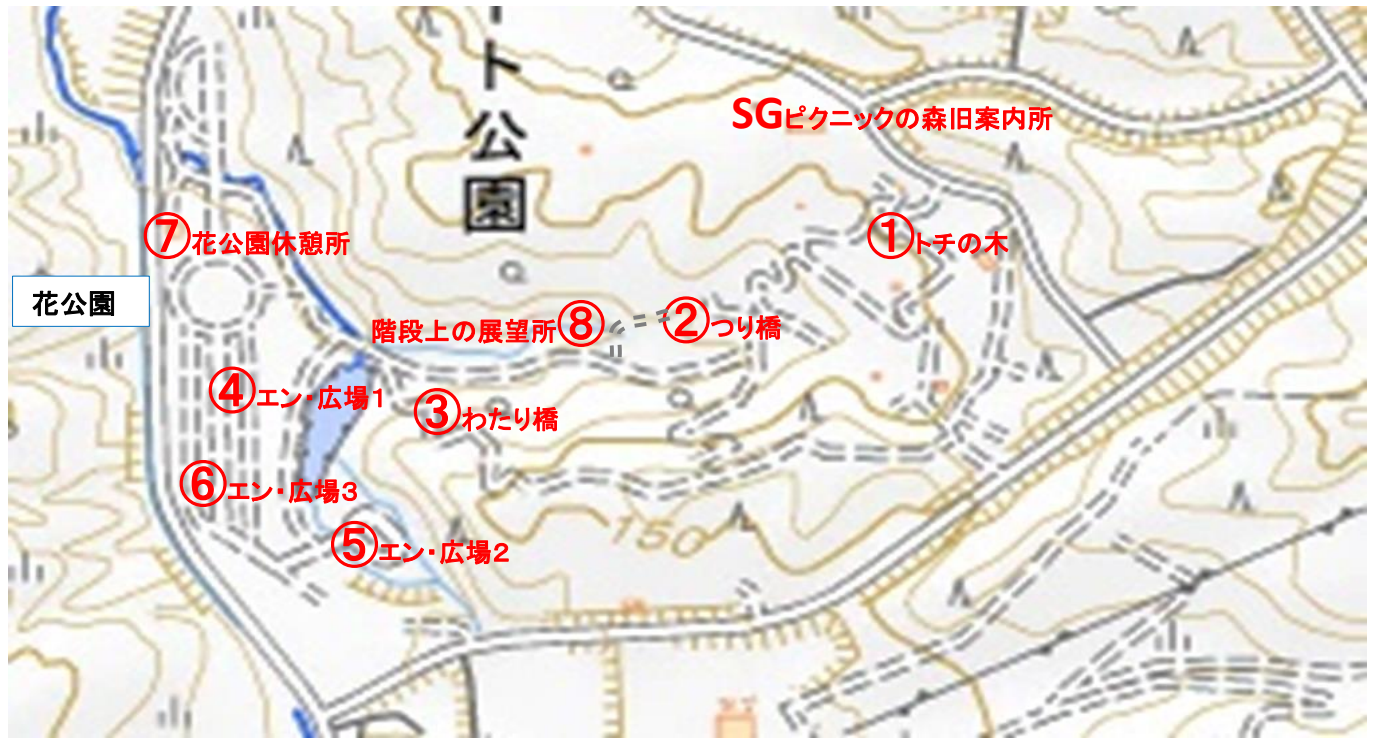 ト公園
SGピクニックの森旧案内所
①トチの木
⑦花公園休憩所
花公園
階段上の展望所⑧
②つり橋
④エン・広場1
③わたり橋
⑥エン・広場3
⑤エン・広場2
150